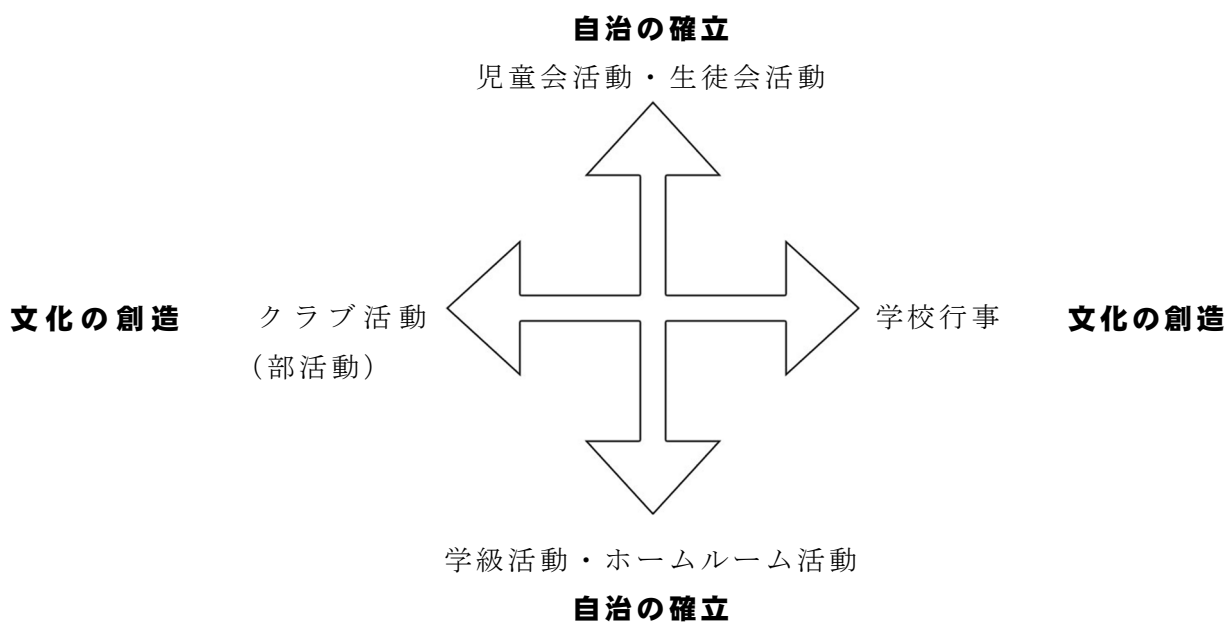 自治の確立
児童会活動・生徒会活動
文化の創造 クラブ活動 学校行事 文化の創造
(部活動)
学級活動・ホームルーム活動
自治の確立